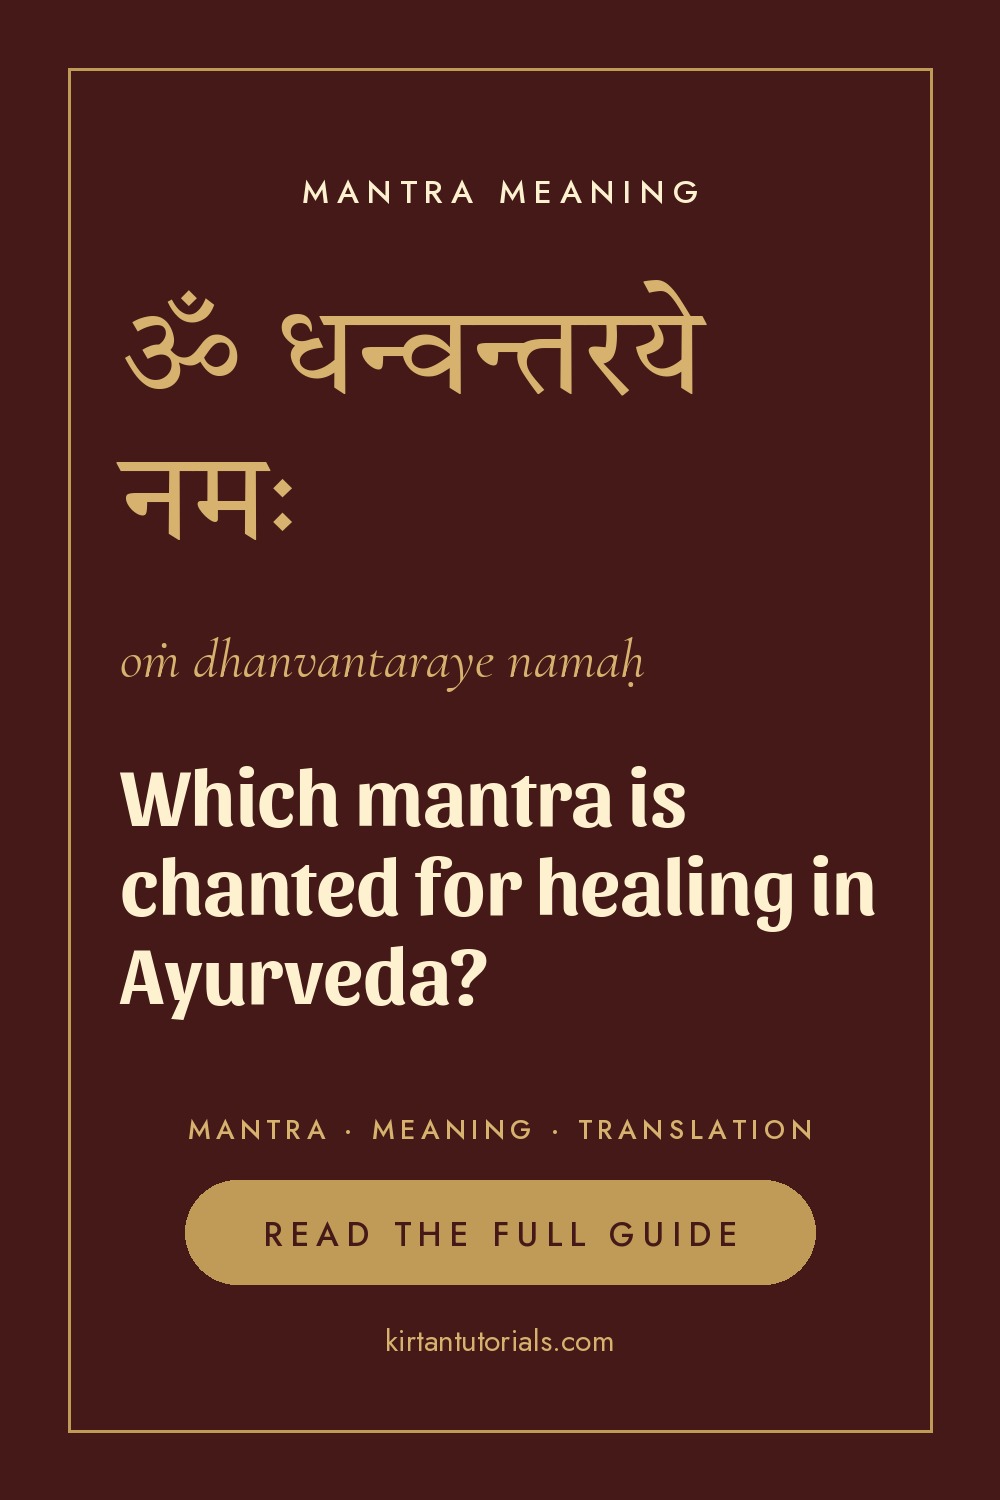 MANTRA MEANING
ॐ धन्वन्तरये
नमः
oṁ dhanvantaraye namaḥ
Which mantra is
chanted for healing in
Ayurveda?
MANTRA · MEANING · TRANSLATION
READ THE FULL GUIDE
kirtantutorials.com